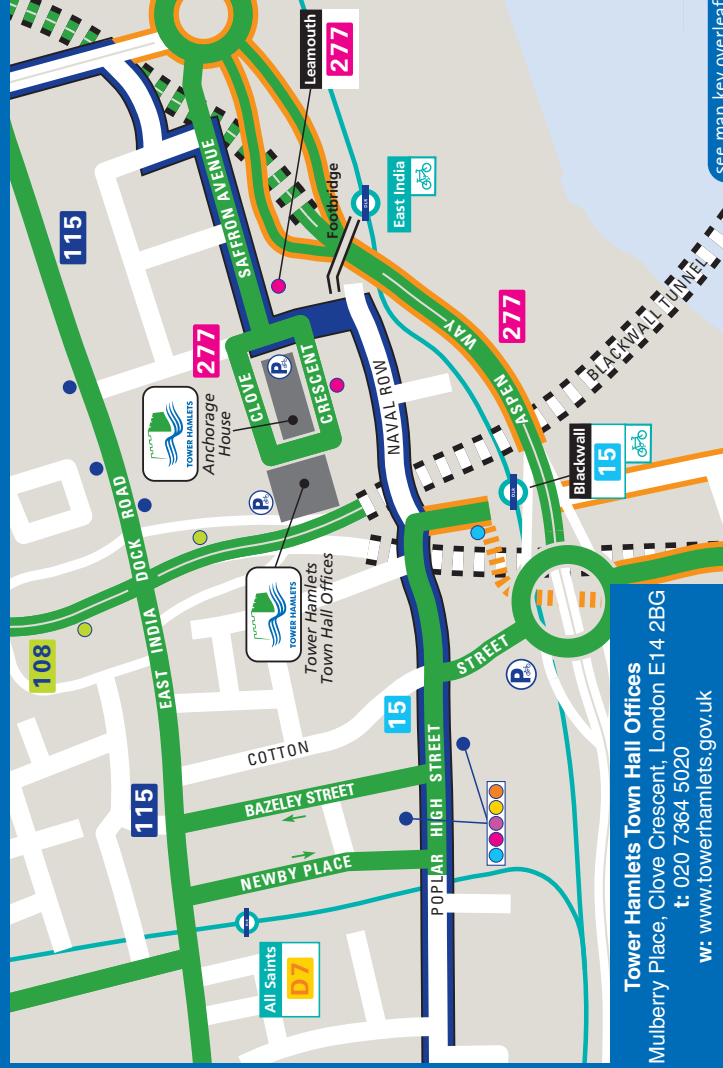 see map key overleaf
Leamouth
277
115
SAFFRON AVENUE
Footbridge
East India
DLR
277
CLOVE
CRESCENT
P
TOWER HAMLETS
Anchorage
House
NAVAL ROW
ASPEN
WAY
277
BLACKWALL TUNNEL
Blackwall
15
DLR
EAST INDIA DOCK ROAD
P
TOWER HAMLETS
Tower Hamlets
Town Hall Offices
108
COTTON
STREET
P
15
115
BAZELEY STREET
NEWBY PLACE
POPLAR HIGH STREET
All Saints
D7
Tower Hamlets Town Hall Offices
Mulberry Place, Clove Crescent, London E14 2BG
t: 020 7364 5020
w: www.towerhamlets.gov.uk